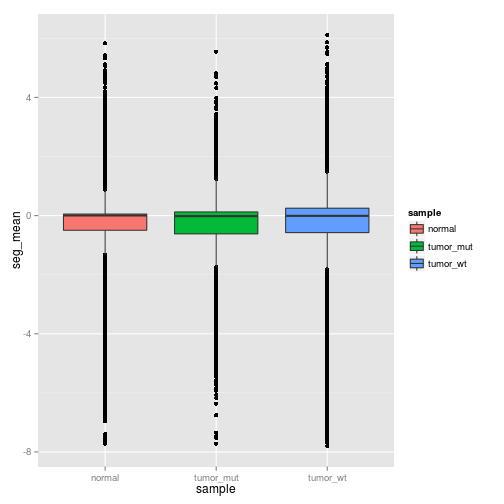 4
0
-4
-8
seg_mean
normal
tumor_mut
tumor_wt
sample
sample
normal
tumor_mut
tumor_wt